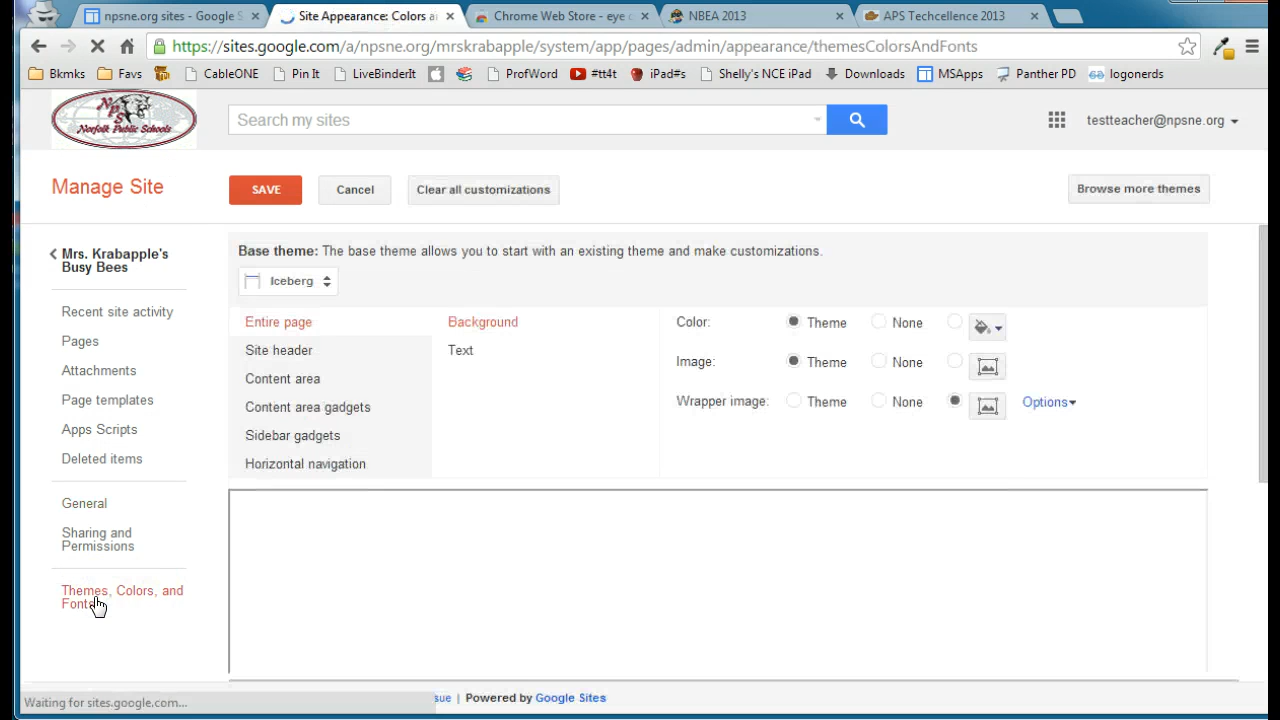 npsne.org sites - Google S
Site Appearance: Colors a
Chrome Web Store - eye
NBEA 2013
APS Techcellence 2013
https://sites.google.com/a/npsne.org/mrskrabapple/system/app/pages/admin/appearance/themesColorsAndFonts
Bkmks
Favs
CableONE
Pin It
LiveBinderIt
ProfWord
#tt4t
iPad#s
Shelly's NCE iPad
Downloads
MSApps
Panther PD
logonerds
NPS
Norfolk Public Schools
Search my sites
testteacher@npsne.org
Manage Site
SAVE
Cancel
Clear all customizations
Browse more themes
Mrs. Krabapple's
Busy Bees
Recent site activity
Pages
Attachments
Page templates
Apps Scripts
Deleted items
General
Sharing and
Permissions
Themes, Colors, and
Fonts
Base theme: The base theme allows you to start with an existing theme and make customizations.
Iceberg
Entire page
Site header
Content area
Content area gadgets
Sidebar gadgets
Horizontal navigation
Background
Text
Color:
Theme
None
Image:
Theme
None
Wrapper image:
Theme
None
Options
Waiting for sites.google.com...
sue | Powered by Google Sites